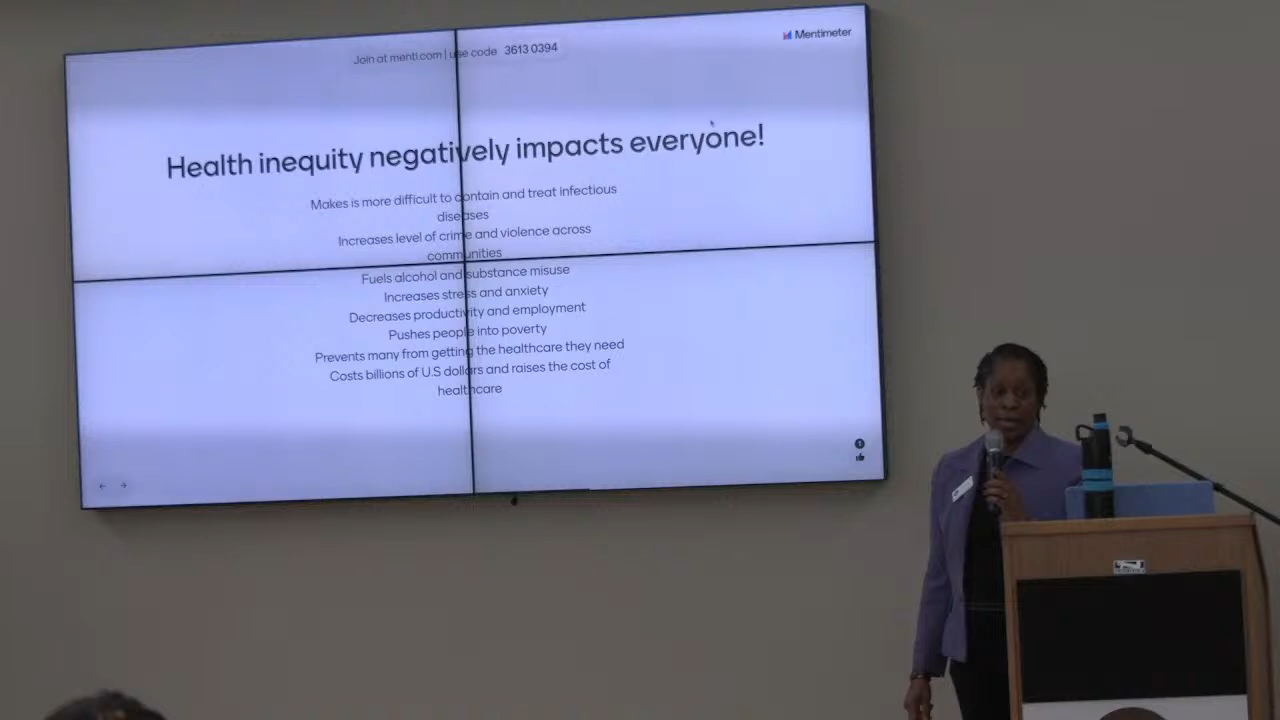 Join at menti.com | use code 3613 0394
Mentimeter
Health inequity negatively impacts everyone!
Makes is more difficult to contain and treat infectious
diseases
Increases level of crime and violence across
communities
Fuels alcohol and substance misuse
Increases stress and anxiety
Decreases productivity and employment
Pushes people into poverty
Prevents many from getting the healthcare they need
Costs billions of U.S dollars and raises the cost of
healthcare